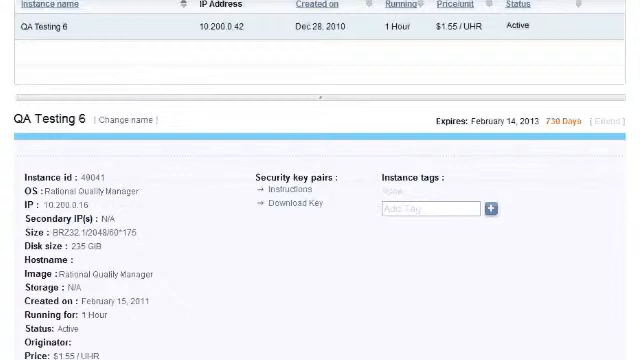 Instance name IP Address Created on Running Price/unit Status
QA Testing 6 10.200.0.42 Dec 28, 2010 1 Hour $1.55 / UHR Active
QA Testing 6 [ Change name ] Expires: February 14, 2013 730 Days [ Extend ]
Instance id : 49041
OS : Rational Quality Manager
IP : 10.200.0.16
Secondary IP(s) : N/A
Size : BRZ32.1/2048/60*175
Disk size : 235 GiB
Hostname :
Image : Rational Quality Manager
Storage : N/A
Created on : February 15, 2011
Running for: 1 Hour
Status: Active
Originator:
Price: $1.55 / UHR
Security key pairs :
→ Instructions
→ Download Key
Instance tags :
None
Add Tag